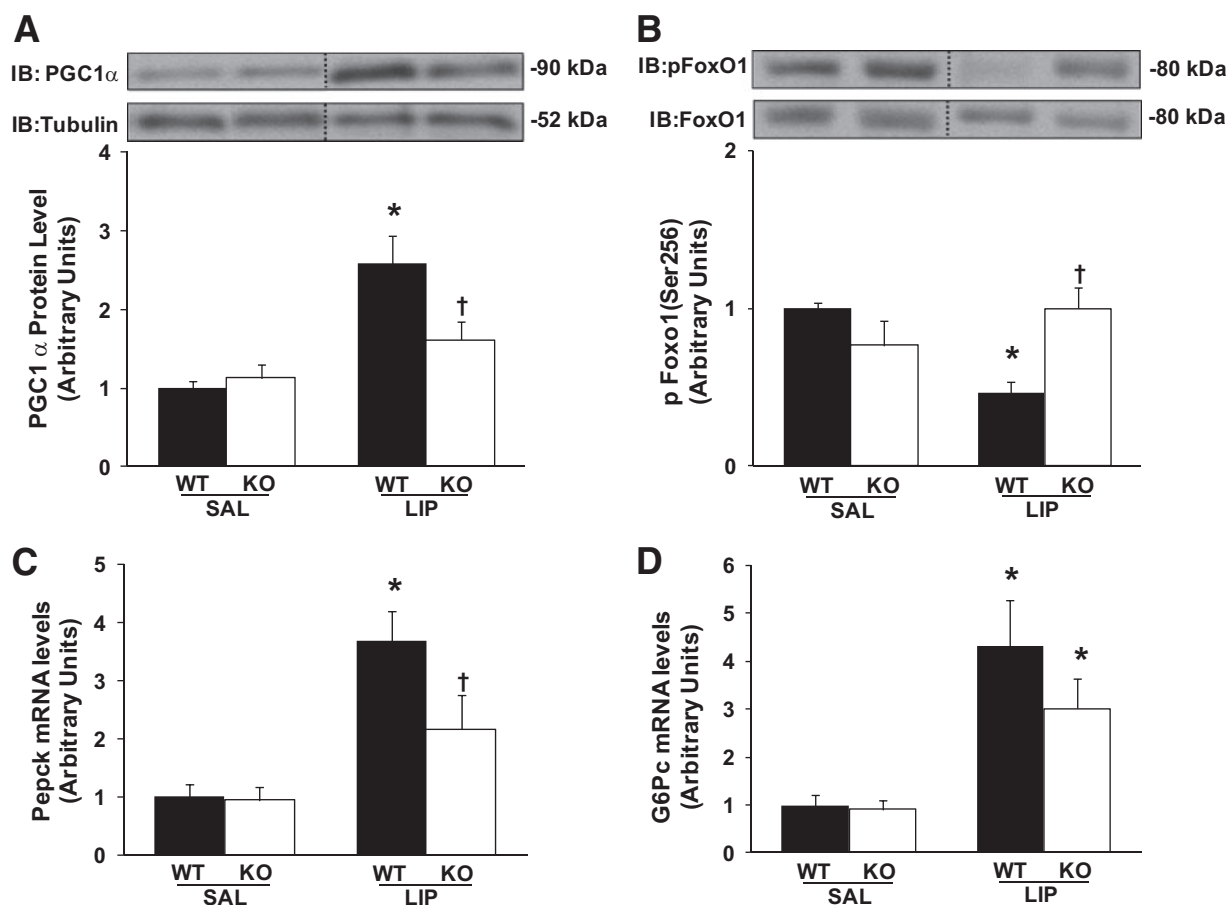 A
IB: PGC1α
-90 kDa
IB:Tubulin
-52 kDa
PGC1 α Protein Level
(Arbitrary Units)
4
3
2
1
0
*
†
WT KO WT KO
SAL LIP
B
IB:pFoxO1
-80 kDa
IB:FoxO1
-80 kDa
p Foxo1(Ser256)
(Arbitrary Units)
2
1
0
*
†
WT KO WT KO
SAL LIP
C
Pepck mRNA levels
(Arbitrary Units)
5
4
3
2
1
0
*
†
WT KO WT KO
SAL LIP
D
G6Pc mRNA levels
(Arbitrary Units)
6
5
4
3
2
1
0
*
*
WT KO WT KO
SAL LIP